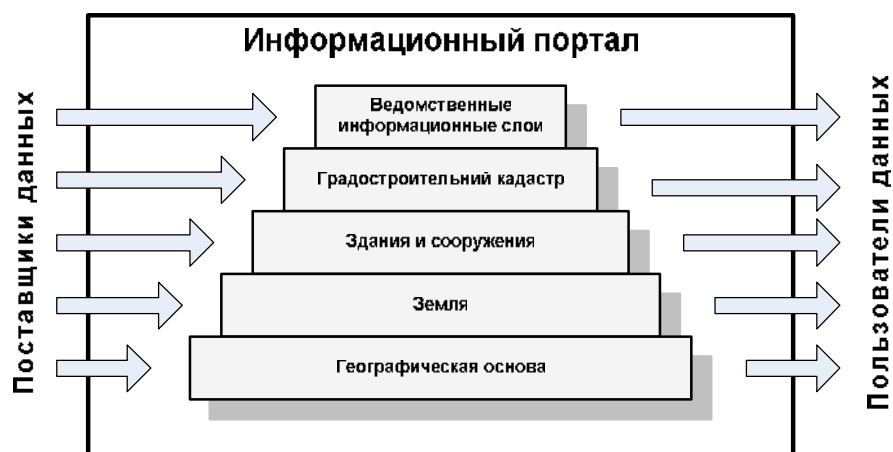 Информационный портал
Поставщики данных
Ведомственные
информационные слои
Градостроительний кадастр
Здания и сооружения
Земля
Географическая основа
Пользователи данных